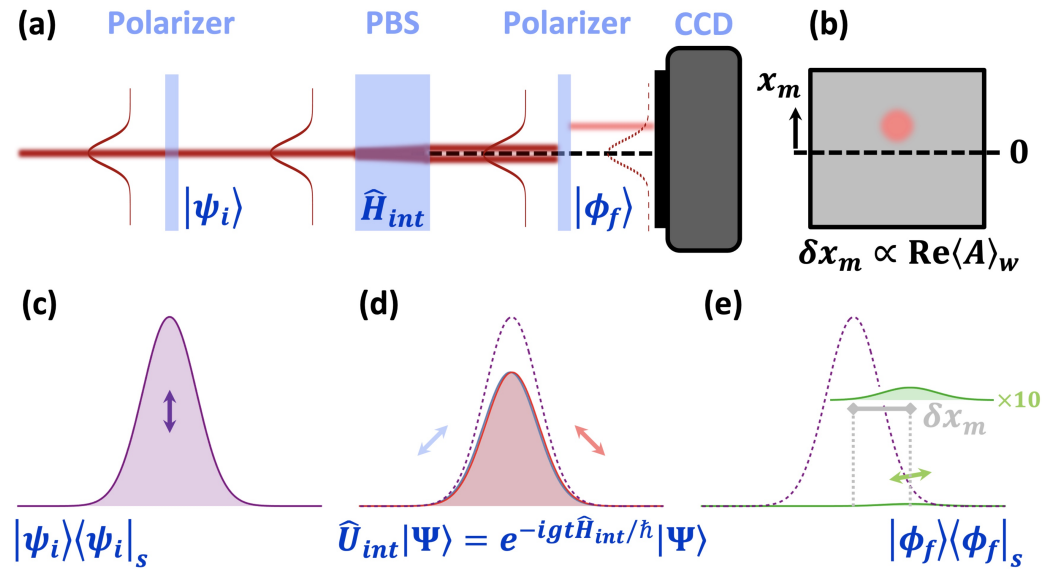 (a) Polarizer PBS Polarizer CCD (b)
x_m
0
|ψ_i⟩ Ĥ_int |ϕ_f⟩
δx_m ∝ Re⟨A⟩_w
(c) (d) (e)
×10
δx_m
|ψ_i⟩⟨ψ_i|_s Û_int|Ψ⟩ = e^{-igtĤ_int/ℏ}|Ψ⟩ |ϕ_f⟩⟨ϕ_f|_s